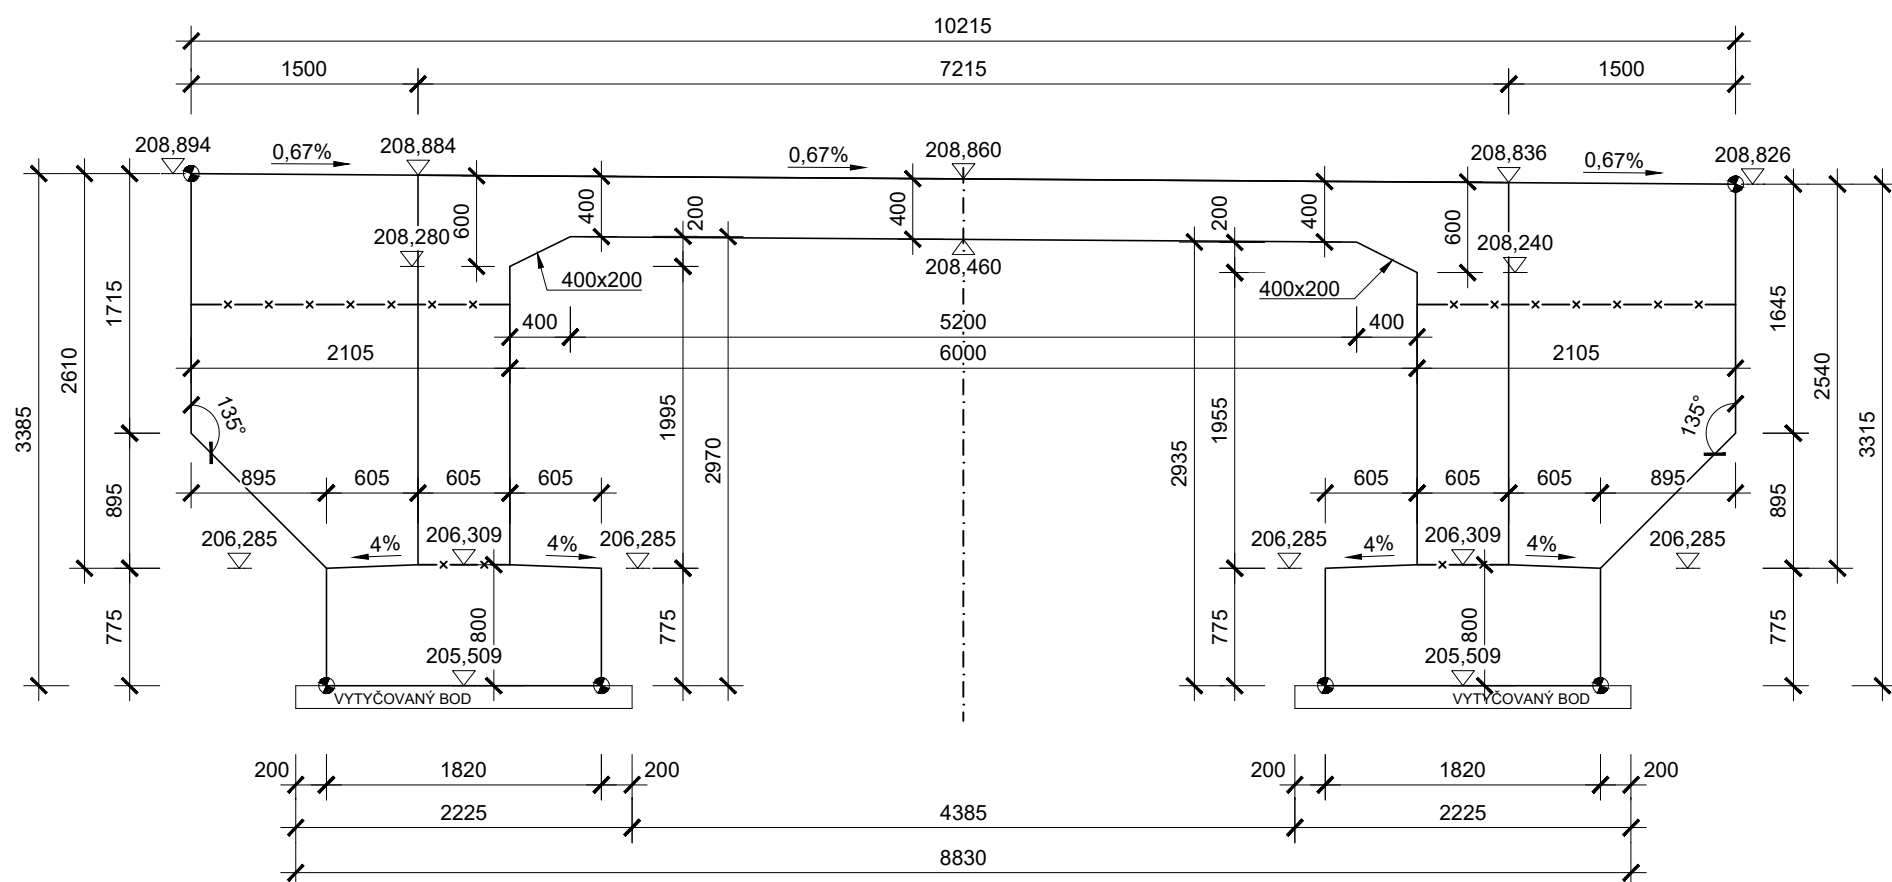 10215
1500 7215 1500
208,894 0,67% 208,884 0,67% 208,860 208,836 0,67% 208,826
600 400 200 400 200 400 600
208,280 208,460 208,240
400x200 400x200
1715 1645
400 5200 400
2105 6000 2105
3385 2610 135° 1995 2970 2935 1955 135° 2540 3315
895 895 605 605 605 605 605 605 895 895
206,285 4% 206,309 4% 206,285 206,285 4% 206,309 4% 206,285
775 800 775 775 800 775
205,509 205,509
VYTYČOVANÝ BOD VYTYČOVANÝ BOD
200 1820 200 200 1820 200
2225 4385 2225
8830